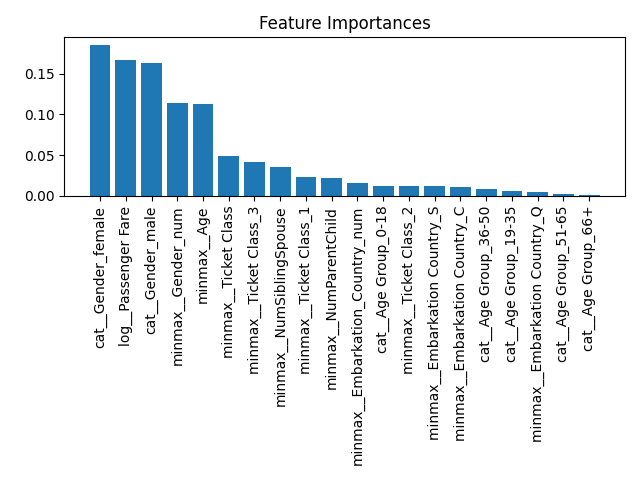 Feature Importances
0.15
0.10
0.05
0.00
cat__Gender_female
log__Passenger Fare
cat__Gender_male
minmax__Gender_num
minmax__Age
minmax__Ticket Class
minmax__Ticket Class_3
minmax__NumSiblingSpouse
minmax__Ticket Class_1
minmax__NumParentChild
minmax__Embarkation_Country_num
cat__Age Group_0-18
minmax__Ticket Class_2
minmax__Embarkation Country_S
minmax__Embarkation Country_C
cat__Age Group_36-50
cat__Age Group_19-35
minmax__Embarkation Country_Q
cat__Age Group_51-65
cat__Age Group_66+